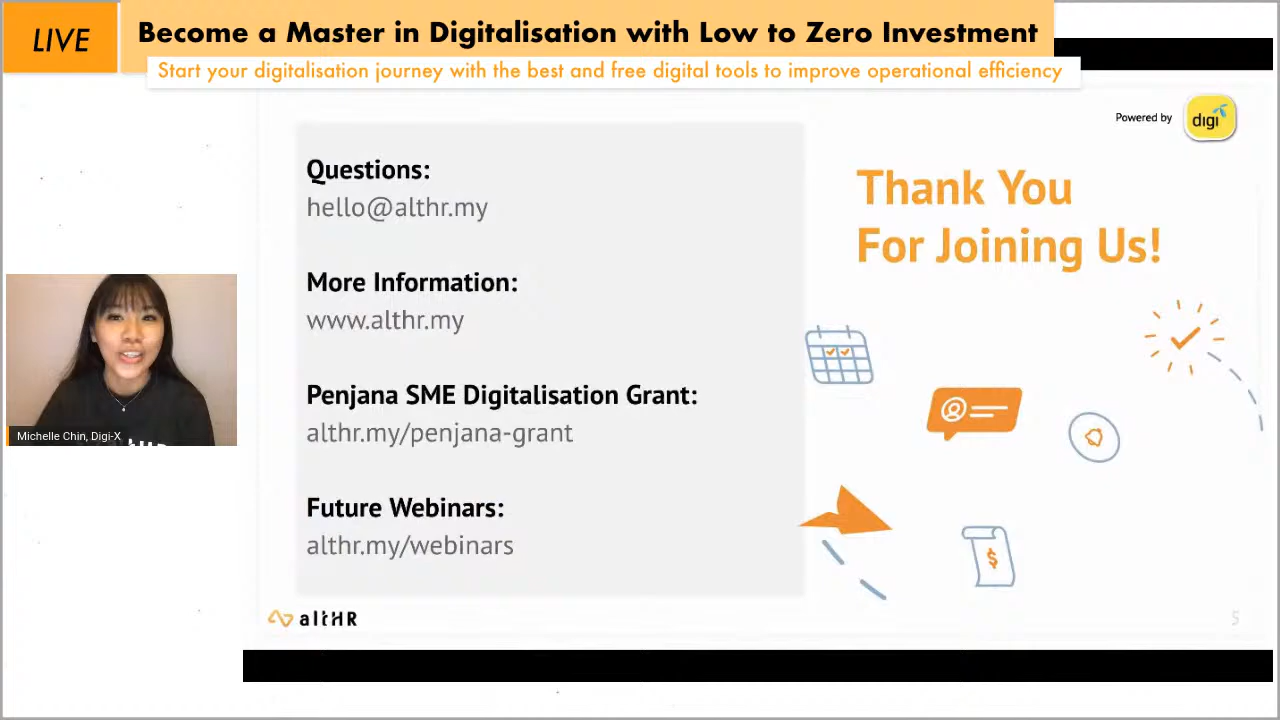 LIVE
Become a Master in Digitalisation with Low to Zero Investment
Start your digitalisation journey with the best and free digital tools to improve operational efficiency
Powered by
digi
Questions:
hello@althr.my
More Information:
www.althr.my
Penjana SME Digitalisation Grant:
althr.my/penjana-grant
Future Webinars:
althr.my/webinars
Thank You
For Joining Us!
$
Michelle Chin, Digi-X
altHR
5